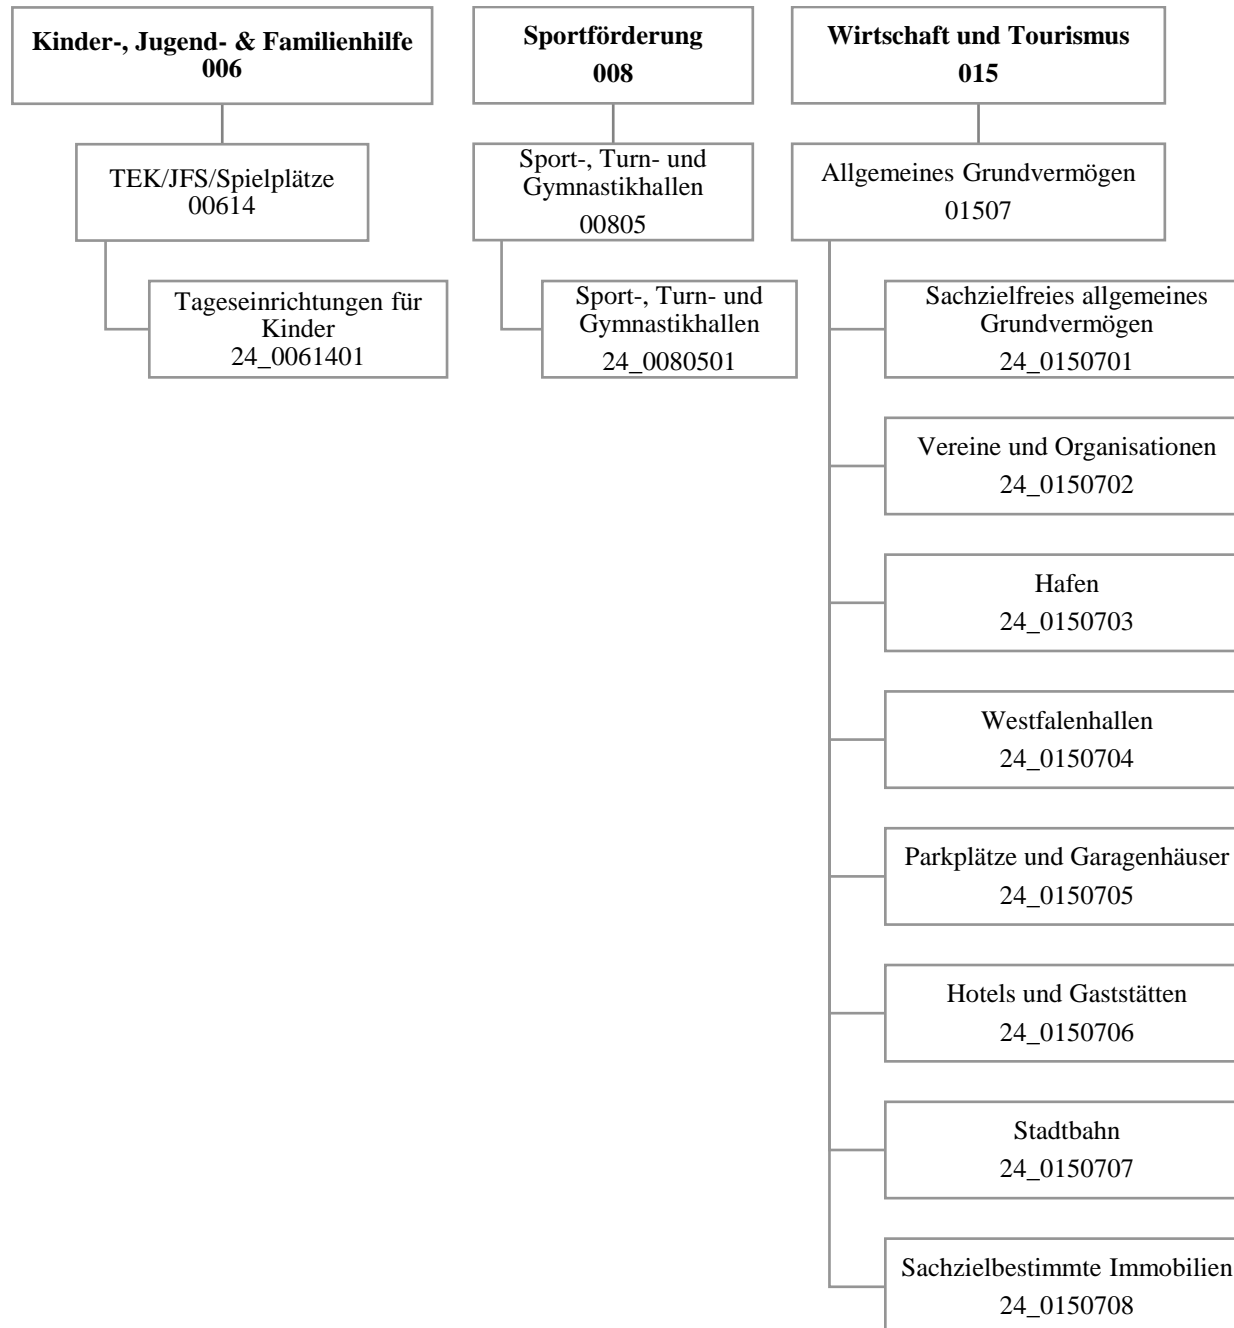 Kinder-, Jugend- & Familienhilfe
006
TEK/JFS/Spielplätze
00614
Tageseinrichtungen für
Kinder
24_0061401
Sportförderung
008
Sport-, Turn- und
Gymnastikhallen
00805
Sport-, Turn- und
Gymnastikhallen
24_0080501
Wirtschaft und Tourismus
015
Allgemeines Grundvermögen
01507
Sachzielfreies allgemeines
Grundvermögen
24_0150701
Vereine und Organisationen
24_0150702
Hafen
24_0150703
Westfalenhallen
24_0150704
Parkplätze und Garagenhäuser
24_0150705
Hotels und Gaststätten
24_0150706
Stadtbahn
24_0150707
Sachzielbestimmte Immobilien
24_0150708